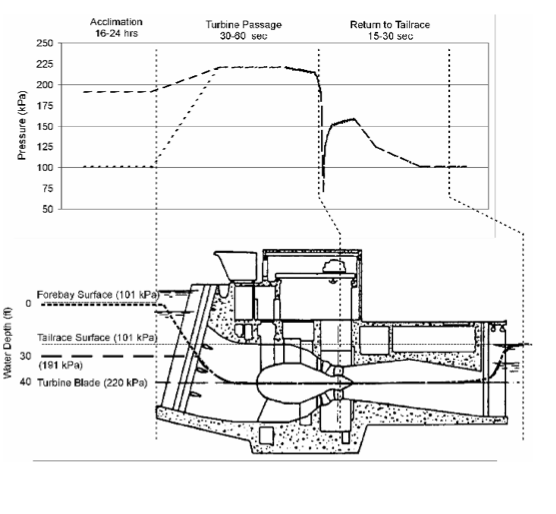 Acclimation
16-24 hrs
Turbine Passage
30-60 sec
Return to Tailrace
15-30 sec
Pressure (kPa)
250
225
200
175
150
125
100
75
50
Water Depth (ft)
0
30
40
Forebay Surface (101 kPa)
Tailrace Surface (101 kPa)
(191 kPa)
Turbine Blade (220 kPa)